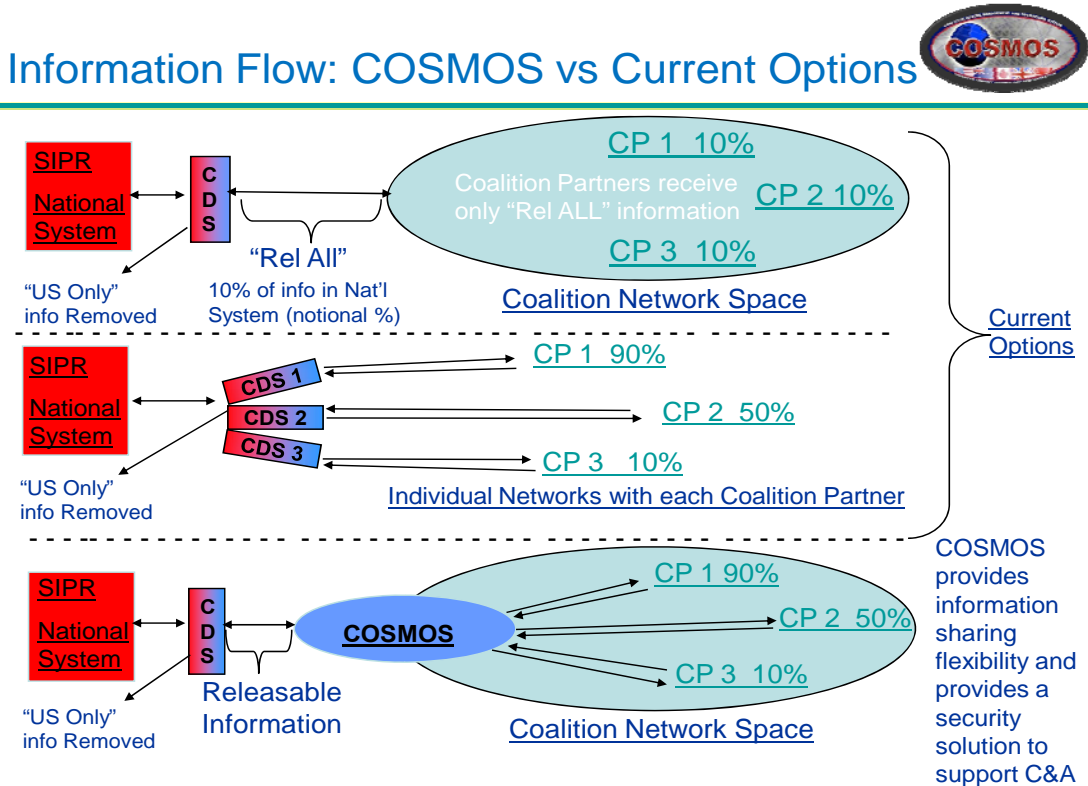 Information Flow: COSMOS vs Current Options
COSMOS
SIPR
National
System
C
D
S
"US Only"
info Removed
"Rel All"
10% of info in Nat'l
System (notional %)
CP 1 10%
Coalition Partners receive
only "Rel ALL" information
CP 2 10%
CP 3 10%
Coalition Network Space
Current
Options
SIPR
National
System
CDS 1
CDS 2
CDS 3
"US Only"
info Removed
CP 1 90%
CP 2 50%
CP 3 10%
Individual Networks with each Coalition Partner
SIPR
National
System
C
D
S
"US Only"
info Removed
Releasable
Information
COSMOS
CP 1 90%
CP 2 50%
CP 3 10%
Coalition Network Space
COSMOS
provides
information
sharing
flexibility and
provides a
security
solution to
support C&A